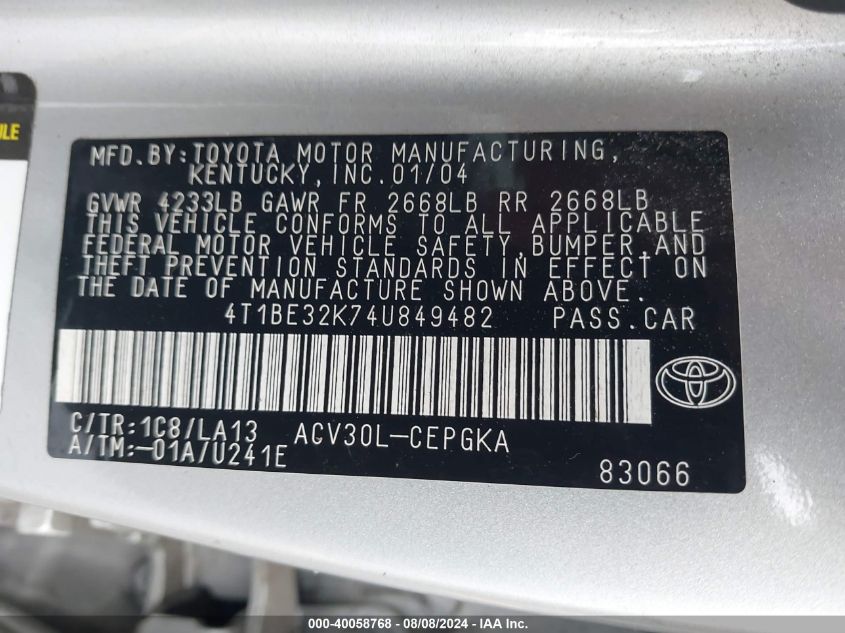 ULE
MFD.BY:TOYOTA MOTOR MANUFACTURING,
KENTUCKY,INC.01/04
GVWR 4233LB GAWR FR 2668LB RR 2668LB
THIS VEHICLE CONFORMS TO ALL APPLICABLE
FEDERAL MOTOR VEHICLE SAFETY,BUMPER,AND
THEFT PREVENTION STANDARDS IN EFFECT ON
THE DATE OF MANUFACTURE SHOWN ABOVE.
4T1BE32K74U849482 PASS.CAR
C/TR:1C8/LA13 ACV30L-CEPGKA
A/TM:-01A/U241E
83066
000-40058768 - 08/08/2024 - IAAI.COM